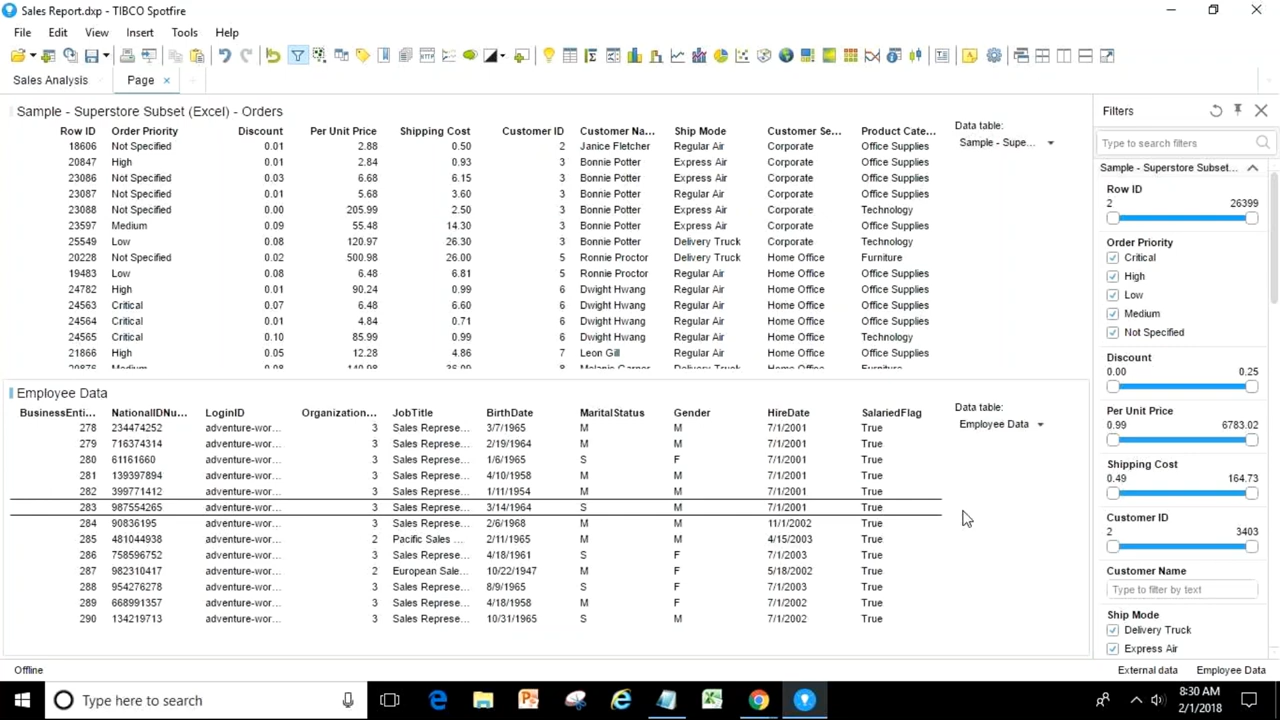 Sales Report.dxp - TIBCO Spotfire
File Edit View Insert Tools Help
Sales Analysis Page ×
Sample - Superstore Subset (Excel) - Orders
Row ID Order Priority Discount Per Unit Price Shipping Cost Customer ID Customer Na... Ship Mode Customer Se... Product Cate...
18606 Not Specified 0.01 2.88 0.50 2 Janice Fletcher Regular Air Corporate Office Supplies
20847 High 0.01 2.84 0.93 3 Bonnie Potter Express Air Corporate Office Supplies
23086 Not Specified 0.03 6.68 6.15 3 Bonnie Potter Express Air Corporate Office Supplies
23087 Not Specified 0.01 5.68 3.60 3 Bonnie Potter Regular Air Corporate Office Supplies
23088 Not Specified 0.00 205.99 2.50 3 Bonnie Potter Express Air Corporate Technology
23597 Medium 0.09 55.48 14.30 3 Bonnie Potter Regular Air Corporate Office Supplies
25549 Low 0.08 120.97 26.30 3 Bonnie Potter Delivery Truck Corporate Technology
20228 Not Specified 0.02 500.98 26.00 5 Ronnie Proctor Delivery Truck Home Office Furniture
19483 Low 0.08 6.48 6.81 5 Ronnie Proctor Regular Air Home Office Office Supplies
24782 High 0.01 90.24 0.99 6 Dwight Hwang Regular Air Home Office Office Supplies
24563 Critical 0.07 6.48 6.60 6 Dwight Hwang Regular Air Home Office Office Supplies
24564 Critical 0.01 4.84 0.71 6 Dwight Hwang Regular Air Home Office Office Supplies
24565 Critical 0.10 85.99 0.99 6 Dwight Hwang Regular Air Home Office Technology
21866 High 0.05 12.28 4.86 7 Leon Gill Regular Air Home Office Office Supplies
Data table:
Sample - Supe...
Employee Data
BusinessEnti... NationalIDNu... LoginID Organization... JobTitle BirthDate MaritalStatus Gender HireDate SalariedFlag
278 234474252 adventure-wor... 3 Sales Represe... 3/7/1965 M M 7/1/2001 True
279 716374314 adventure-wor... 3 Sales Represe... 2/19/1964 M M 7/1/2001 True
280 61161660 adventure-wor... 3 Sales Represe... 1/6/1965 S F 7/1/2001 True
281 139397894 adventure-wor... 3 Sales Represe... 4/10/1958 M M 7/1/2001 True
282 399771412 adventure-wor... 3 Sales Represe... 1/11/1954 M M 7/1/2001 True
283 987554265 adventure-wor... 3 Sales Represe... 3/14/1964 S M 7/1/2001 True
284 90836195 adventure-wor... 3 Sales Represe... 2/6/1968 M M 11/1/2002 True
285 481044938 adventure-wor... 2 Pacific Sales ... 2/11/1965 M M 4/15/2003 True
286 758596752 adventure-wor... 3 Sales Represe... 4/18/1961 S F 7/1/2003 True
287 982310417 adventure-wor... 2 European Sale... 10/22/1947 M F 5/18/2002 True
288 954276278 adventure-wor... 3 Sales Represe... 8/9/1965 S F 7/1/2003 True
289 668991357 adventure-wor... 3 Sales Represe... 4/18/1958 M F 7/1/2002 True
290 134219713 adventure-wor... 3 Sales Represe... 10/31/1965 S M 7/1/2002 True
Data table:
Employee Data
Filters
Type to search filters
Sample - Superstore Subset...
Row ID
2 26399
Order Priority
Critical
High
Low
Medium
Not Specified
Discount
0.00 0.25
Per Unit Price
0.99 6783.02
Shipping Cost
0.49 164.73
Customer ID
2 3403
Customer Name
Type to filter by text
Ship Mode
Delivery Truck
Express Air
Offline External data Employee Data
Type here to search
8:30 AM
2/1/2018